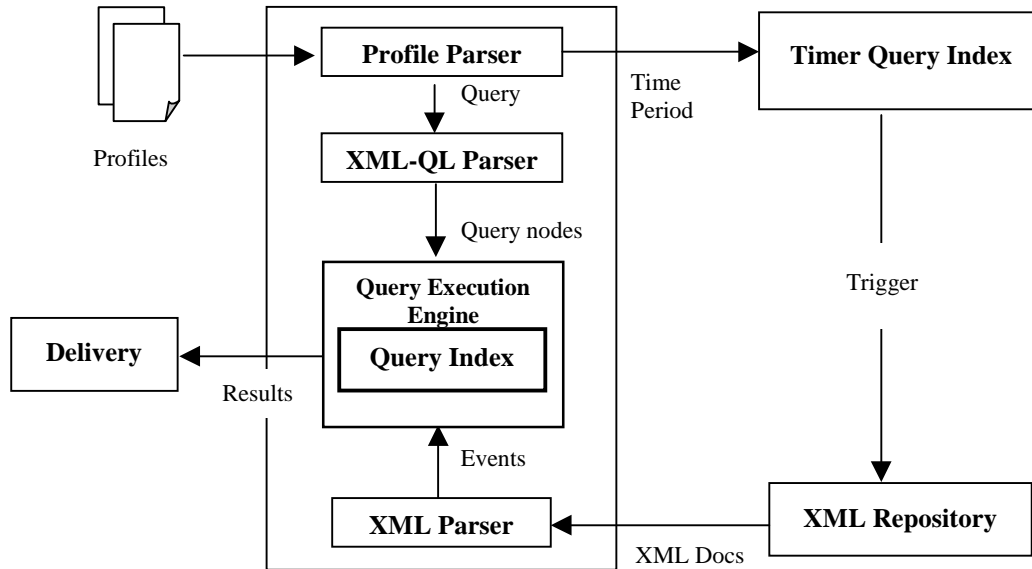 Profile Parser
Timer Query Index
Query
Time
Period
Profiles
XML-QL Parser
Query nodes
Query Execution
Engine
Trigger
Delivery
Query Index
Results
Events
XML Parser
XML Repository
XML Docs